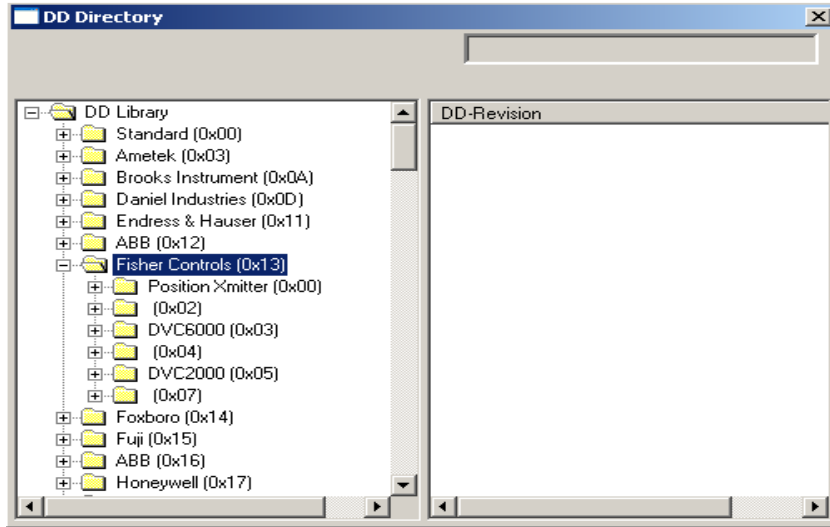 DD Directory
DD Library
Standard (0x00)
Ametek (0x03)
Brooks Instrument (0x0A)
Daniel Industries (0x0D)
Endress & Hauser (0x11)
ABB (0x12)
Fisher Controls (0x13)
Position Xmitter (0x00)
(0x02)
DVC6000 (0x03)
(0x04)
DVC2000 (0x05)
(0x07)
Foxboro (0x14)
Fuji (0x15)
ABB (0x16)
Honeywell (0x17)
DD-Revision